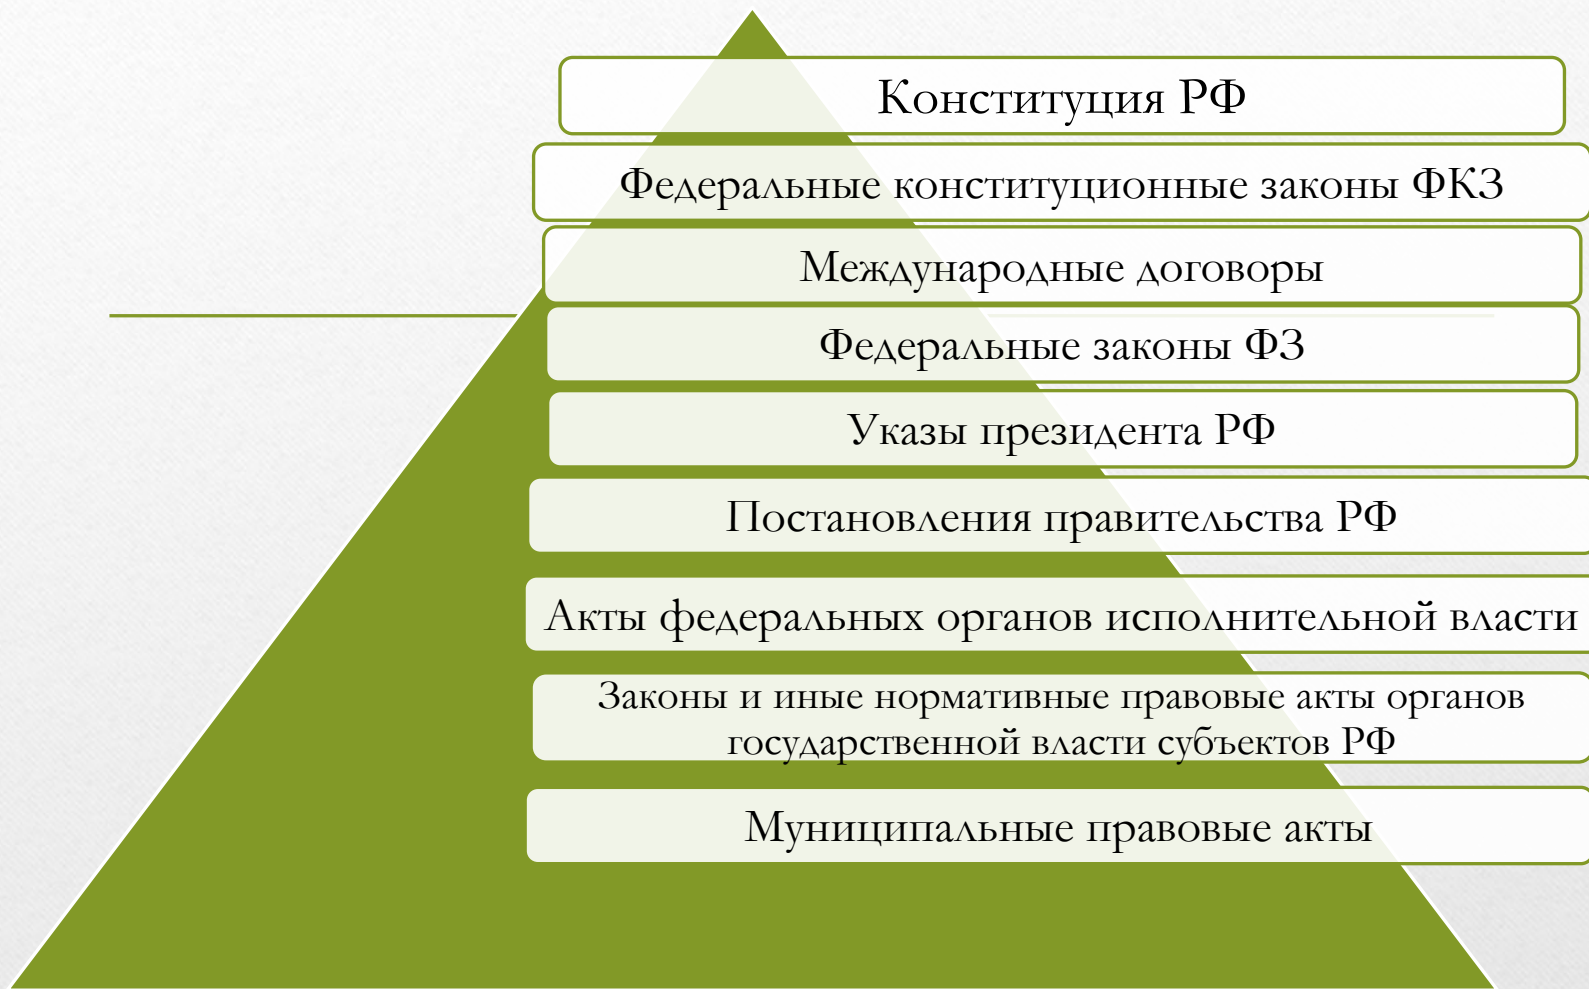 Конституция РФ
Федеральные конституционные законы ФКЗ
Международные договоры
Федеральные законы ФЗ
Указы президента РФ
Постановления правительства РФ
Акты федеральных органов исполнительной власти
Законы и иные нормативные правовые акты органов
государственной власти субъектов РФ
Муниципальные правовые акты